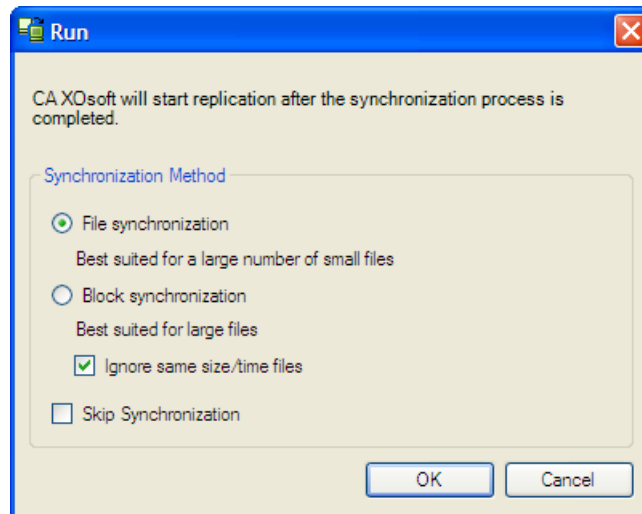 Run
CA XOsoft will start replication after the synchronization process is
completed.
Synchronization Method
File synchronization
Best suited for a large number of small files
Block synchronization
Best suited for large files
Ignore same size/time files
Skip Synchronization
OK Cancel